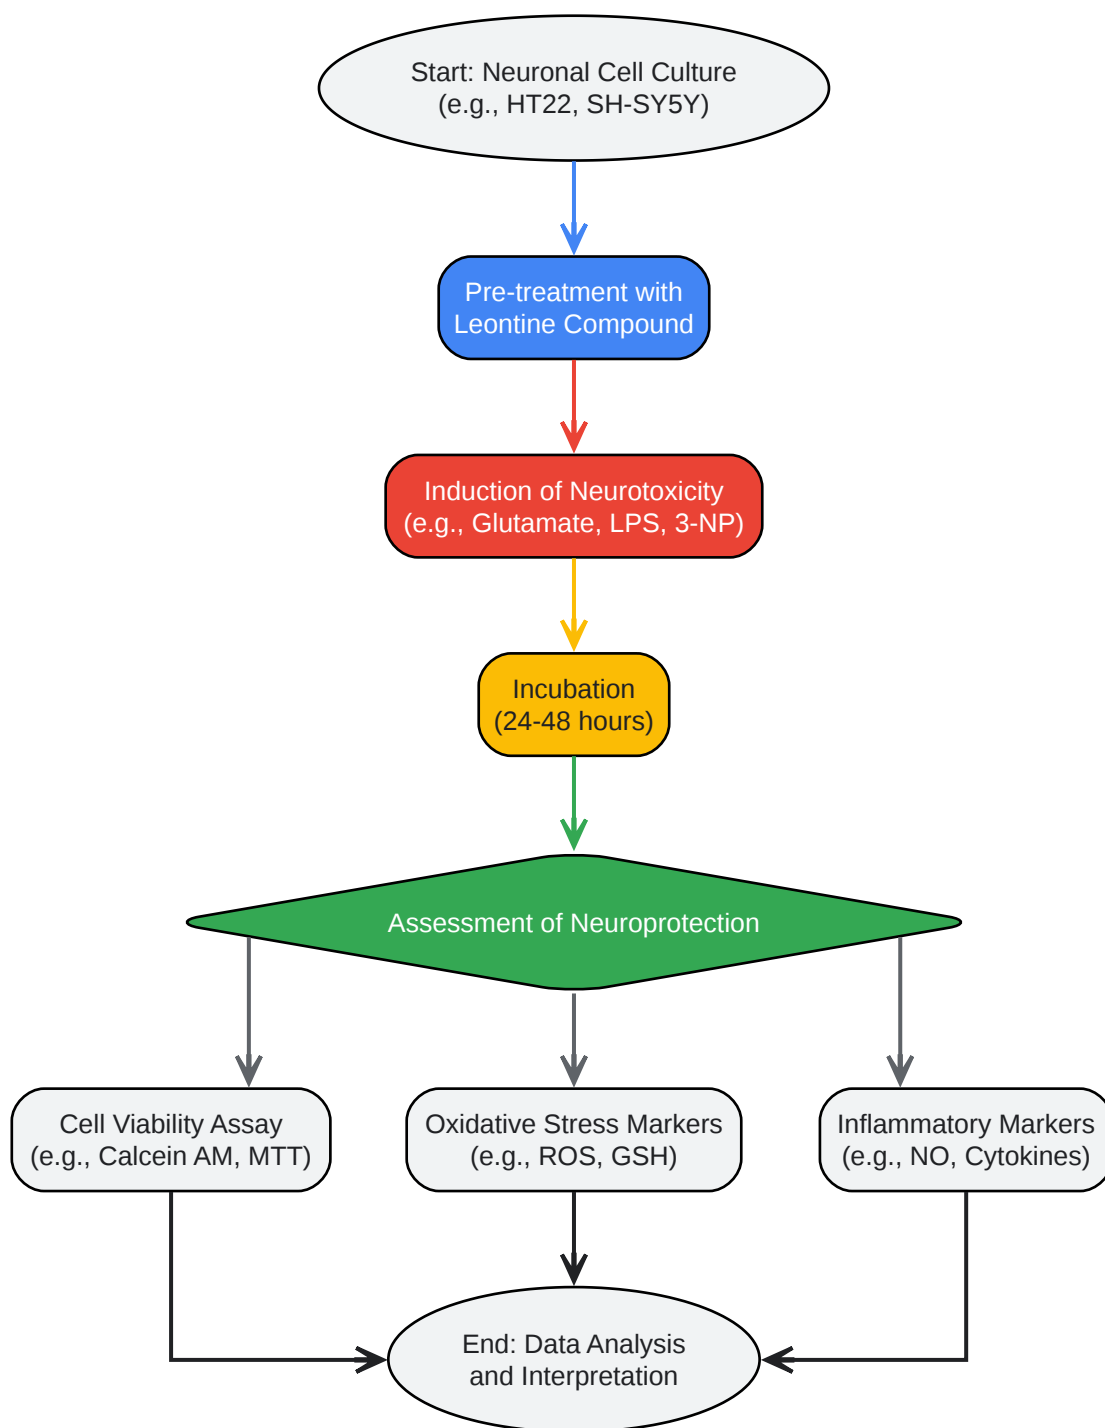 Start: Neuronal Cell Culture
(e.g., HT22, SH-SY5Y)
Pre-treatment with
Leontine Compound
Induction of Neurotoxicity
(e.g., Glutamate, LPS, 3-NP)
Incubation
(24-48 hours)
Assessment of Neuroprotection
Cell Viability Assay
(e.g., Calcein AM, MTT)
Oxidative Stress Markers
(e.g., ROS, GSH)
Inflammatory Markers
(e.g., NO, Cytokines)
End: Data Analysis
and Interpretation